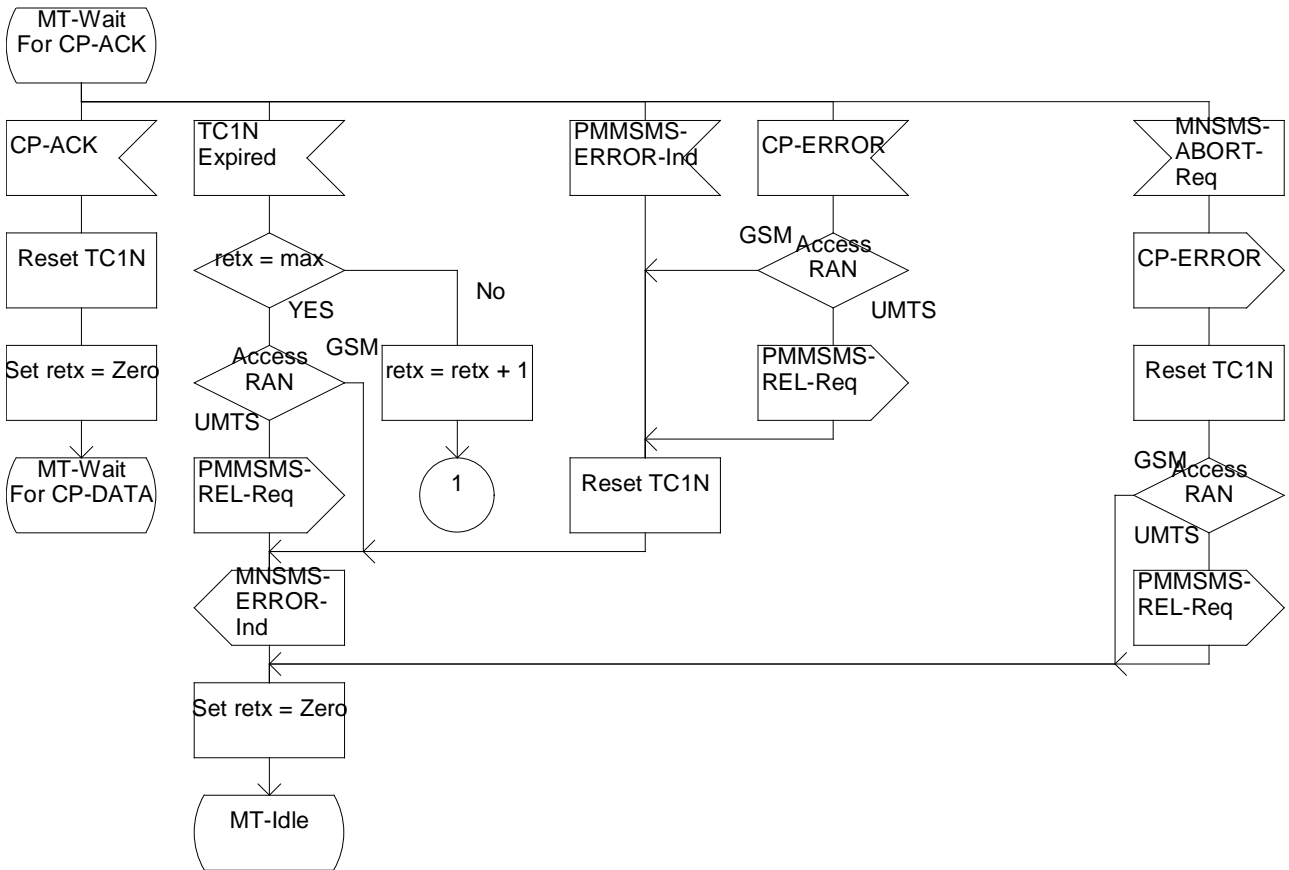 MT-Wait
For CP-ACK
CP-ACK
TC1N
Expired
PMMSMS-
ERROR-Ind
CP-ERROR
MNSMS-
ABORT-
Req
Reset TC1N
retx = max
No
YES
GSM
Access
RAN
UMTS
CP-ERROR
Set retx = Zero
Access
RAN
GSM
UMTS
retx = retx + 1
PMMSMS-
REL-Req
Reset TC1N
MT-Wait
For CP-DATA
PMMSMS-
REL-Req
1
Reset TC1N
GSM
Access
RAN
UMTS
MNSMS-
ERROR-
Ind
PMMSMS-
REL-Req
Set retx = Zero
MT-Idle